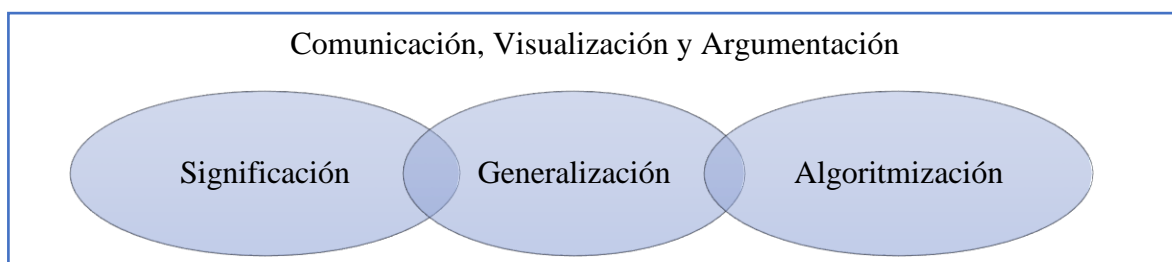 Comunicación, Visualización y Argumentación
Significación Generalización Algoritmización